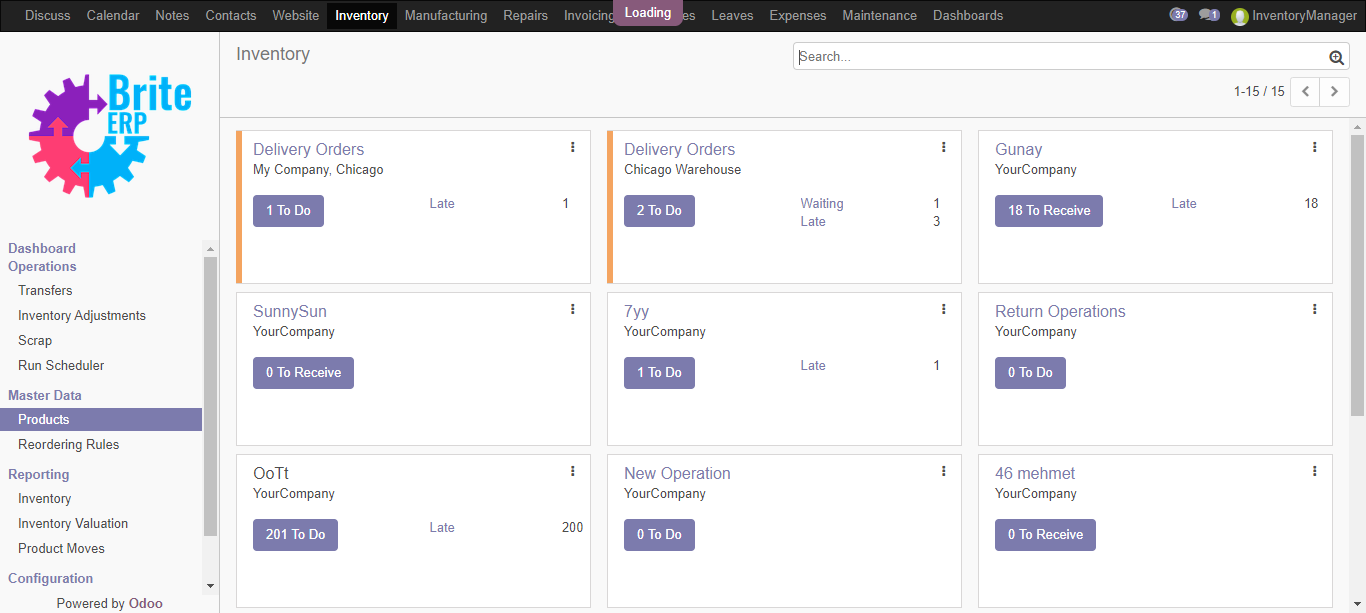 Discuss Calendar Notes Contacts Website Inventory Manufacturing Repairs Invoicing Loading es Leaves Expenses Maintenance Dashboards 37 1 InventoryManager
Brite
ERP
Dashboard
Operations
Transfers
Inventory Adjustments
Scrap
Run Scheduler
Master Data
Products
Reordering Rules
Reporting
Inventory
Inventory Valuation
Product Moves
Configuration
Powered by Odoo
Inventory
Search...
1-15 / 15
Delivery Orders
My Company, Chicago
1 To Do
Late 1
Delivery Orders
Chicago Warehouse
2 To Do
Waiting 1
Late 3
Gunay
YourCompany
18 To Receive
Late 18
SunnySun
YourCompany
0 To Receive
7yy
YourCompany
1 To Do
Late 1
Return Operations
YourCompany
0 To Do
OoTt
YourCompany
201 To Do
Late 200
New Operation
YourCompany
0 To Do
46 mehmet
YourCompany
0 To Receive